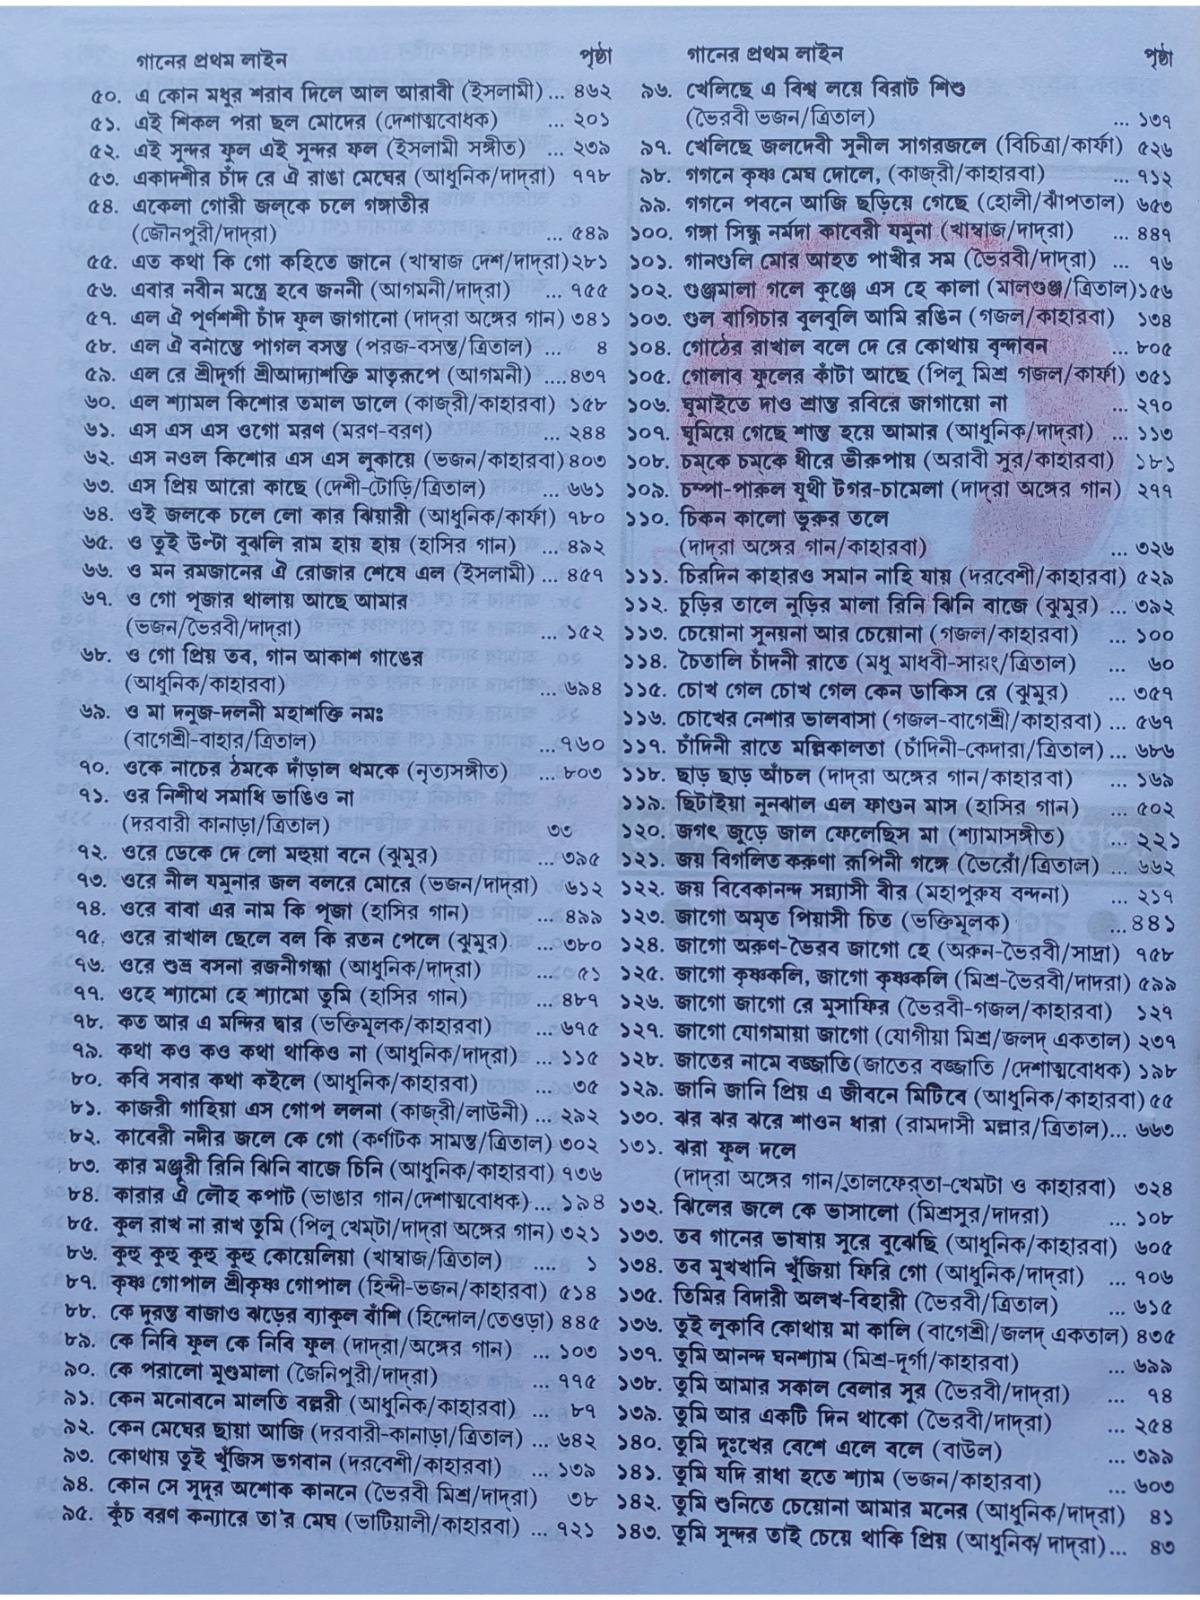 গানের প্রথম লাইন পৃষ্ঠা
৫০. এ কোন মধুর শরাব দিলে আল আরাবী (ইসলামী) ... ৪৬২
৫১. এই শিকল পরা ছল মোদের (দেশাত্মবোধক) ... ২০১
৫২. এই সুন্দর ফুল এই সুন্দর ফল (ইসলামী সঙ্গীত) ... ২৩৯
৫৩. একাদশীর চাঁদ রে ঐ রাঙা মেঘের (আধুনিক/দাদ্‌রা) ৭৭৮
৫৪. একেলা গোরী জল্‌কে চলে গঙ্গাতীর
(জৌনপুরী/দাদ্‌রা) ... ৫৪৯
৫৫. এত কথা কি গো কহিতে জানে (খাম্বাজ দেশ/দাদ্‌রা)২৮১
৫৬. এবার নবীন মন্ত্রে হবে জননী (আগমনী/দাদ্‌রা) ... ৭৫৫
৫৭. এল ঐ পূর্ণশশী চাঁদ ফুল জাগানো (দাদ্‌রা অঙ্গের গান) ৩৪১
৫৮. এল ঐ বনান্তে পাগল বসন্ত (পরজ-বসন্ত/ত্রিতাল) ... ৪
৫৯. এল রে শ্রীদুর্গা শ্রীআদ্যাশক্তি মাতৃরূপে (আগমনী) ....৪৩৭
৬০. এল শ্যামল কিশোর তমাল ডালে (কাজ্‌রী/কাহারবা) ১৫৮
৬১. এস এস এস ওগো মরণ (মরণ-বরণ) ... ২৪৪
৬২. এস নওল কিশোর এস এস লুকায়ে (ভজন/কাহারবা) ৪০৩
৬৩. এস প্রিয় আরো কাছে (দেশী-টোড়ি/ত্রিতাল) ...৬৬১
৬৪. ওই জলকে চলে লো কার ঝিয়ারী (আধুনিক/কার্ফা) ৭৮০
৬৫. ও তুই উল্টা বুঝলি রাম হায় হায় (হাসির গান) ...৪৯২
৬৬. ও মন রমজানের ঐ রোজার শেষে এল (ইসলামী) ... ৪৫৭
৬৭. ও গো পূজার থালায় আছে আমার
(ভজন/ভৈরবী/দাদ্‌রা) ...১৫২
৬৮. ও গো প্রিয় তব, গান আকাশ গাঙের
(আধুনিক/কাহারবা) ...৬৯৪
৬৯. ও মা দনুজ-দলনী মহাশক্তি নমঃ
(বাগেশ্রী-বাহার/ত্রিতাল) ...৭৬০
৭০. ওকে নাচের ঠমকে দাঁড়াল থমকে (নৃত্যসঙ্গীত) ...৮০৩
৭১. ওর নিশীথ সমাধি ভাঙিও না
(দরবারী কানাড়া/ত্রিতাল) ৩৩
৭২. ওরে ডেকে দে লো মহুয়া বনে (ঝুমুর) ...৩৯৫
৭৩. ওরে নীল যমুনার জল বলরে মোরে (ভজন/দাদ্‌রা) ৬১২
৭৪. ওরে বাবা এর নাম কি পূজা (হাসির গান) ...৪৯৯
৭৫. ওরে রাখাল ছেলে বল কি রতন পেলে (ঝুমুর) ...৩৮০
৭৬. ওরে শুভ্র বসনা রজনীগন্ধা (আধুনিক/দাদ্‌রা) ...৫১
৭৭. ওহে শ্যামো হে শ্যামো তুমি (হাসির গান) ...৪৮৭
৭৮. কত আর এ মন্দির দ্বার (ভক্তিমূলক/কাহারবা) ...৬৭৫
৭৯. কথা কও কও কথা থাকিও না (আধুনিক/দাদ্‌রা) ...১১৫
৮০. কবি সবার কথা কইলে (আধুনিক/কাহারবা) ...৩৫
৮১. কাজরী গাহিয়া এস গোপ ললনা (কাজ্‌রী/লাউনী) ... ২৯২
৮২. কাবেরী নদীর জলে কে গো (কর্ণাটক সামন্ত/ত্রিতাল) ৩০২
৮৩. কার মঞ্জুরী রিনি ঝিনি বাজে চিনি (আধুনিক/কাহারবা) ৭৩৬
৮৪. কারার ঐ লৌহ কপাট (ভাঙার গান/দেশাত্মবোধক)...১৯৪
৮৫. কুল রাখ না রাখ তুমি (পিলু খেম্‌টা/দাদ্‌রা অঙ্গের গান) ৩২১
৮৬. কুহু কুহু কুহু কুহু কোয়েলিয়া (খাম্বাজ/ত্রিতাল) .... ১
৮৭. কৃষ্ণ গোপাল শ্রীকৃষ্ণ গোপাল (হিন্দী-ভজন/কাহারবা) ৫১৪
৮৮. কে দুরন্ত বাজাও ঝড়ের ব্যাকুল বাঁশি (হিন্দোল/তেওড়া) ৪৪৫
৮৯. কে নিবি ফুল কে নিবি ফুল (দাদ্‌রা/অঙ্গের গান) ...১০৩
৯০. কে পরালো মুণ্ডমালা (জৈনিপুরী/দাদ্‌রা) ...৭৭৫
৯১. কেন মনোবনে মালতি বল্লরী (আধুনিক/কাহারবা) ... ৮৭
৯২. কেন মেঘের ছায়া আজি (দরবারী-কানাড়া/ত্রিতাল) ... ৬৪২
৯৩. কোথায় তুই খুঁজিস ভগবান (দরবেশী/কাহারবা) ...১৩৯
৯৪. কোন সে সুদূর অশোক কাননে (ভৈরবী মিশ্র/দাদ্‌রা) ৩৮
৯৫. কুঁচ বরণ কন্যারে তা'র মেঘ (ভাটিয়ালী/কাহারবা) ... ৭২১
গানের প্রথম লাইন পৃষ্ঠা
৯৬. খেলিছে এ বিশ্ব লয়ে বিরাট শিশু
(ভৈরবী ভজন/ত্রিতাল) ... ১৩৭
৯৭. খেলিছে জলদেবী সুনীল সাগরজলে (বিচিত্রা/কার্ফা) ৫২৬
৯৮. গগনে কৃষ্ণ মেঘ দোলে, (কাজ্‌রী/কাহারবা) ... ৭১২
৯৯. গগনে পবনে আজি ছড়িয়ে গেছে (হোলী/ঝাঁপতাল) ৬৫৩
১০০. গঙ্গা সিন্ধু নর্মদা কাবেরী যমুনা (খাম্বাজ/দাদ্‌রা) ... ৪৪৭
১০১. গানগুলি মোর আহত পাখীর সম (ভৈরবী/দাদ্‌রা) ... ৭৬
১০২. গুঞ্জমালা গলে কুঞ্জে এস হে কালা (মালগুঞ্জ/ত্রিতাল)১৫৬
১০৩. গুল বাগিচার বুলবুলি আমি রঙিন (গজল/কাহারবা) ১৩৪
১০৪. গোঠের রাখাল বলে দে রে কোথায় বৃন্দাবন ... ৮০৫
১০৫. গোলাব ফুলের কাঁটা আছে (পিলু মিশ্র গজল/কার্ফা) ৩৫১
১০৬. ঘুমাইতে দাও শ্রান্ত রবিরে জাগায়ো না ... ২৭০
১০৭. ঘুমিয়ে গেছে শান্ত হয়ে আমার (আধুনিক/দাদ্‌রা) ... ১১৩
১০৮. চম্‌কে চম্‌কে ধীরে ভীরুপায় (অরাবী সুর/কাহারবা) ১৮১
১০৯. চম্পা-পারুল যুথী টগর-চামেলা (দাদ্‌রা অঙ্গের গান) ২৭৭
১১০. চিকন কালো ভুরুর তলে
(দাদ্‌রা অঙ্গের গান/কাহারবা) ... ৩২৬
১১১. চিরদিন কাহারও সমান নাহি যায় (দরবেশী/কাহারবা) ৫২৯
১১২. চুড়ির তালে নুড়ির মালা রিনি ঝিনি বাজে (ঝুমুর) ... ৩৯২
১১৩. চেয়োনা সুনয়না আর চেয়োনা (গজল/কাহারবা) ... ১০০
১১৪. চৈতালি চাঁদনী রাতে (মধু মাধবী-সারং/ত্রিতাল) ... ৬০
১১৫. চোখ গেল চোখ গেল কেন ডাকিস রে (ঝুমুর) ... ৩৫৭
১১৬. চোখের নেশার ভালবাসা (গজল-বাগেশ্রী/কাহারবা) ... ৫৬৭
১১৭. চাঁদিনী রাতে মল্লিকালতা (চাঁদিনী-কেদারা/ত্রিতাল) ... ৬৮৬
১১৮. ছাড় ছাড় আঁচল (দাদ্‌রা অঙ্গের গান/কাহারবা) ১৬৯
১১৯. ছিটাইয়া নুনঝাল এল ফাগুন মাস (হাসির গান) ... ৫০২
১২০. জগৎ জুড়ে জাল ফেলেছিস মা (শ্যামাসঙ্গীত) ... ২২১
১২১. জয় বিগলিত করুণা রূপিনী গঙ্গে (ভৈরোঁ/ত্রিতাল) ... ৬৬২
১২২. জয় বিবেকানন্দ সন্ন্যাসী বীর (মহাপুরুষ বন্দনা) ... ২১৭
১২৩. জাগো অমৃত পিয়াসী চিত (ভক্তিমূলক) ...৪৪১
১২৪. জাগো অরুণ-ভৈরব জাগো হে (অরুন-ভৈরবী/সাদ্রা) ৭৫৮
১২৫. জাগো কৃষ্ণকলি, জাগো কৃষ্ণকলি (মিশ্র-ভৈরবী/দাদরা) ৫৯৯
১২৬. জাগো জাগো রে মুসাফির (ভৈরবী-গজল/কাহারবা) ১২৭
১২৭. জাগো যোগমায়া জাগো (যোগীয়া মিশ্র/জলদ্ একতাল) ২৩৭
১২৮. জাতের নামে বজ্জাতি(জাতের বজ্জাতি /দেশাত্মবোধক) ১৯৮
১২৯. জানি জানি প্রিয় এ জীবনে মিটিবে (আধুনিক/কাহারবা) ৫৫
১৩০. ঝর ঝর ঝরে শাওন ধারা (রামদাসী মল্লার/ত্রিতাল)... ৬৬৩
১৩১. ঝরা ফুল দলে
(দাদ্‌রা অঙ্গের গান/তালফের্‌তা-খেমটা ও কাহারবা) ৩২৪
১৩২. ঝিলের জলে কে ভাসালো (মিশ্রসুর/দাদরা) ... ১০৮
১৩৩. তব গানের ভাষায় সুরে বুঝেছি (আধুনিক/কাহারবা) ৬০৫
১৩৪. তব মুখখানি খুঁজিয়া ফিরি গো (আধুনিক/দাদ্‌রা) ... ৭০৬
১৩৫. তিমির বিদারী অলখ-বিহারী (ভৈরবী/ত্রিতাল) ... ৬১৫
১৩৬. তুই লুকাবি কোথায় মা কালি (বাগেশ্রী/জলদ্ একতাল) ৪৩৫
১৩৭. তুমি আনন্দ ঘনশ্যাম (মিশ্র-দুর্গা/কাহারবা) ... ৬৯৯
১৩৮. তুমি আমার সকাল বেলার সুর (ভৈরবী/দাদ্‌রা) ৭৪
১৩৯. তুমি আর একটি দিন থাকো (ভৈরবী/দাদ্‌রা) ... ২৫৪
১৪০. তুমি দুঃখের বেশে এলে বলে (বাউল) ... ৩৯৯
১৪১. তুমি যদি রাধা হতে শ্যাম (ভজন/কাহারবা) ... ৬০৩
১৪২. তুমি শুনিতে চেয়োনা আমার মনের (আধুনিক/দাদ্‌রা) ৪১
১৪৩. তুমি সুন্দর তাই চেয়ে থাকি প্রিয় (আধুনিক/দাদ্‌রা)... ৪৩